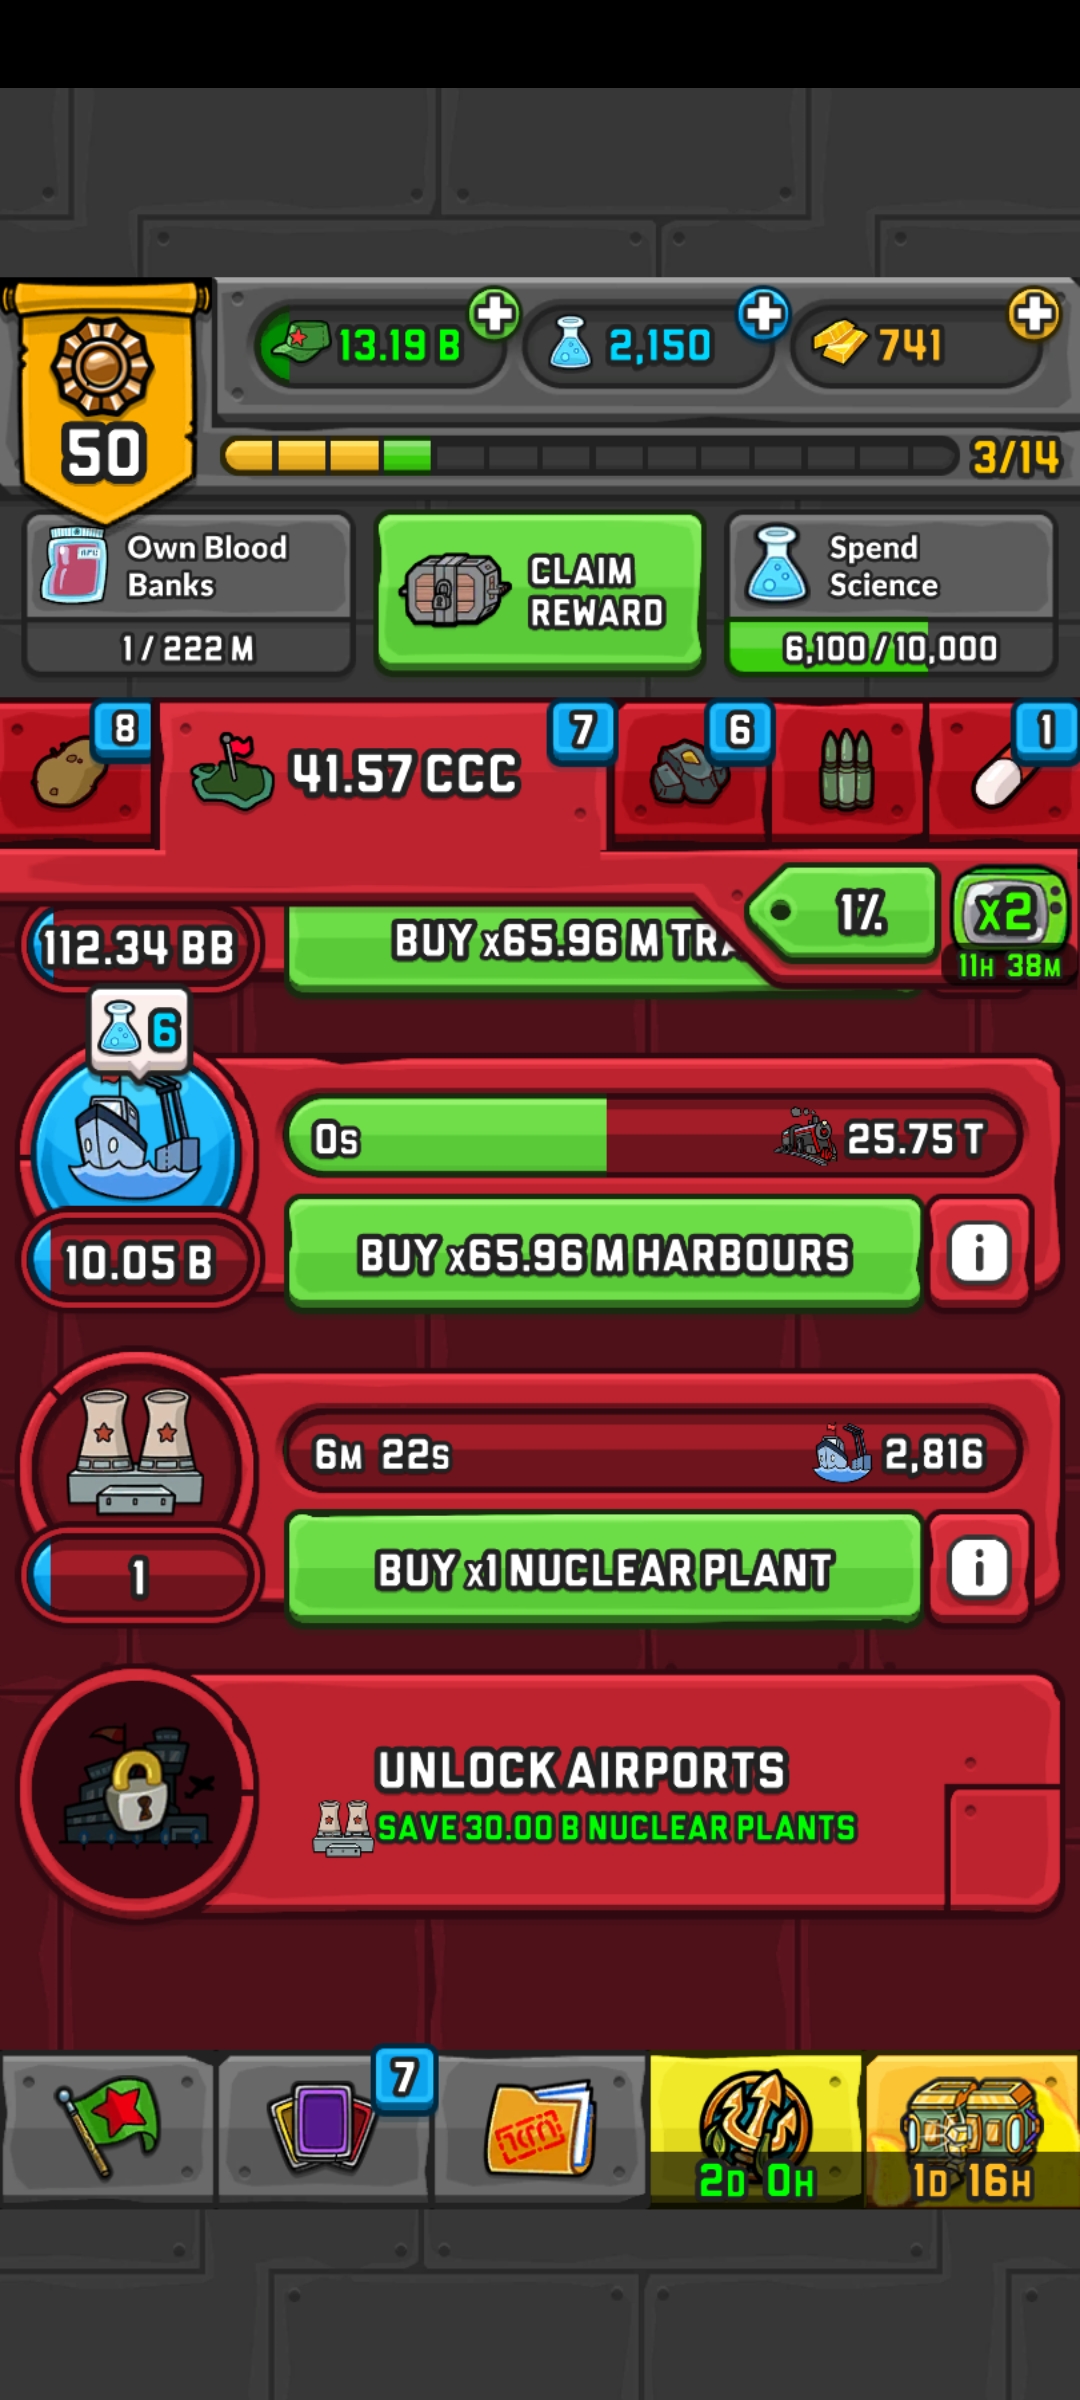 13.19 B
2,150
741
50
3/14
Own Blood
Banks
1 / 222 M
CLAIM
REWARD
Spend
Science
6,100 / 10,000
8
41.57 CCC
7
6
1
1%
x2
11H 38M
112.34 BB
BUY x65.96 M TRA
6
0s
25.75 T
10.05 B
BUY x65.96 M HARBOURS
i
6M 22s
2,816
1
BUY x1 NUCLEAR PLANT
i
UNLOCK AIRPORTS
SAVE 30.00 B NUCLEAR PLANTS
7
2D 0H
1D 16H